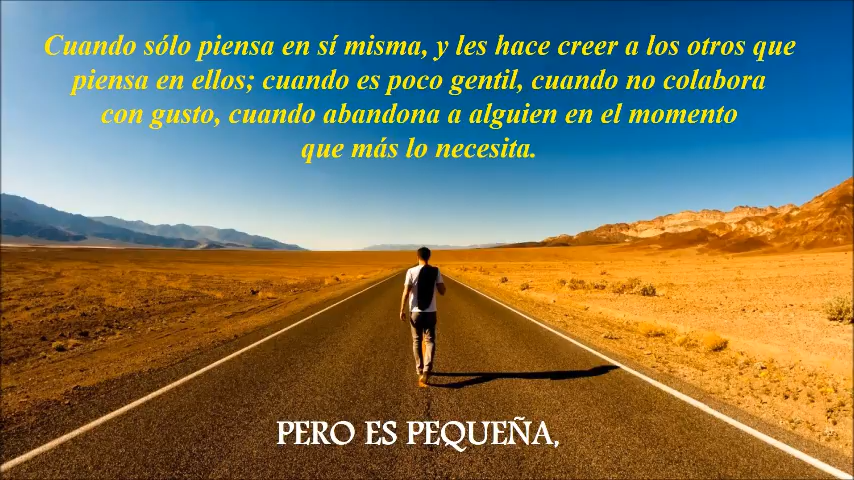 Cuando sólo piensa en sí misma, y les hace creer a los otros que
piensa en ellos; cuando es poco gentil, cuando no colabora
con gusto, cuando abandona a alguien en el momento
que más lo necesita.
PERO ES PEQUEÑA,